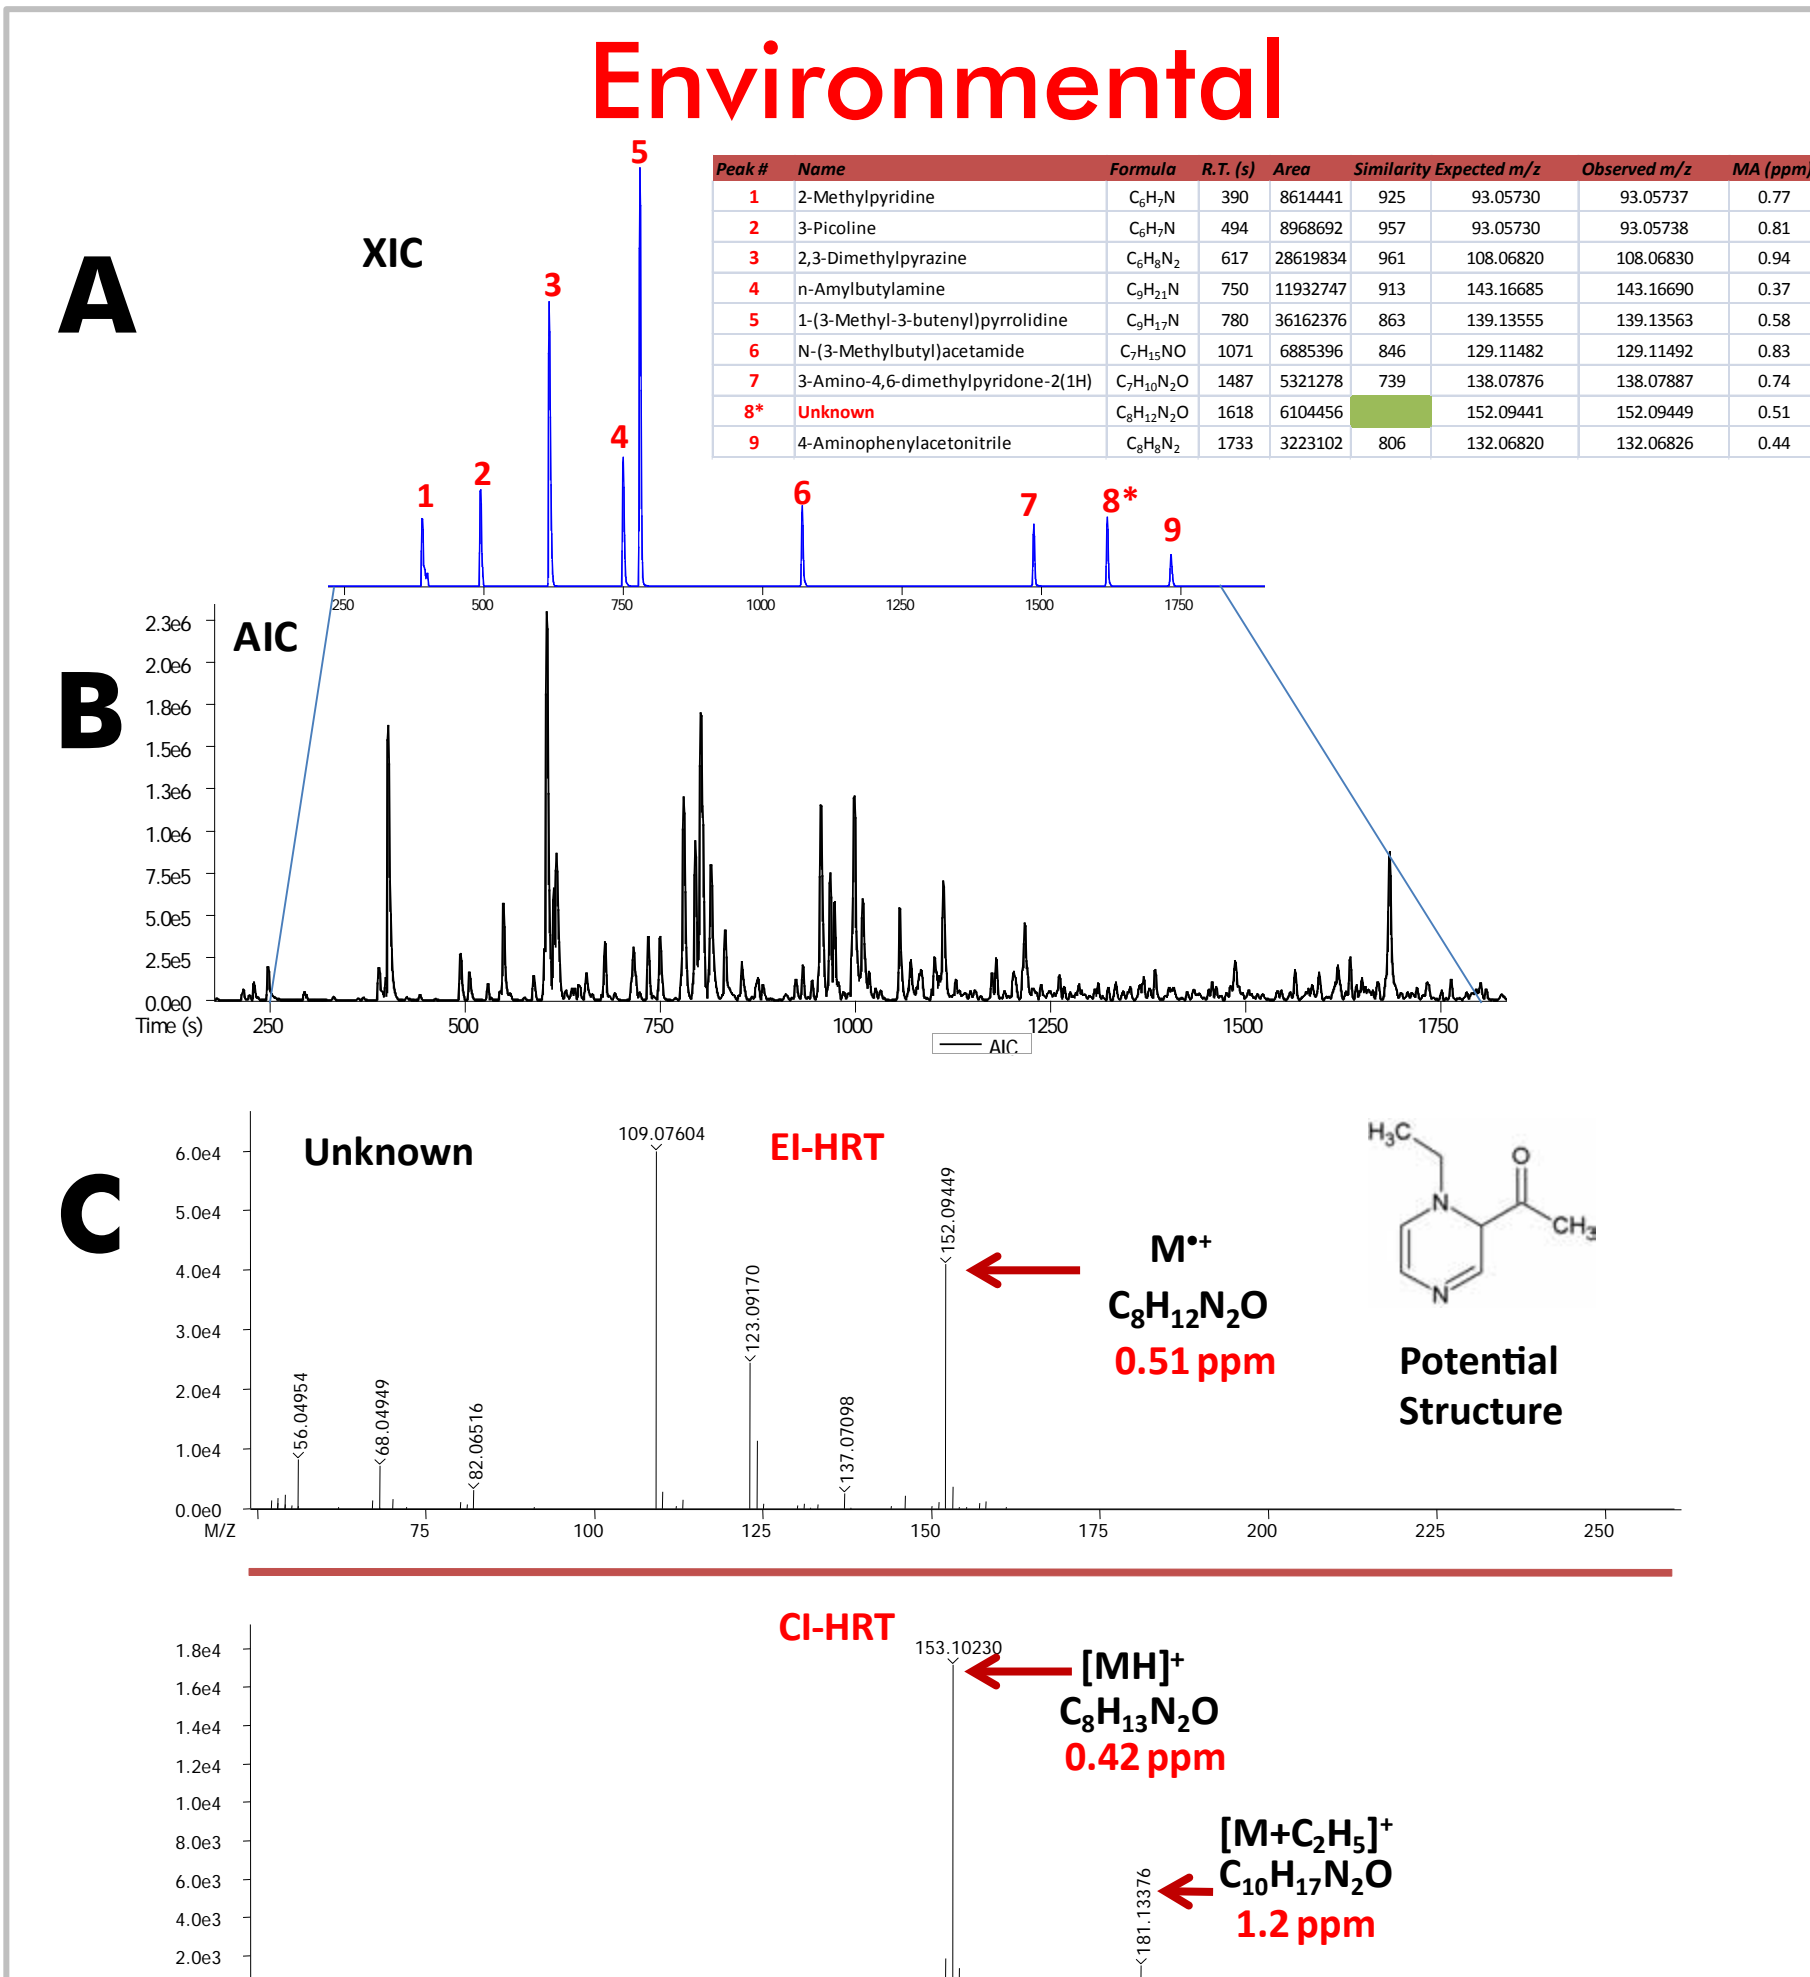 Environmental
A
XIC
Peak # Name Formula R.T. (s) Area Similarity Expected m/z Observed m/z MA (ppm)
1 2-Methylpyridine C₆H₇N 390 8614441 925 93.05730 93.05737 0.77
2 3-Picoline C₆H₇N 494 8968692 957 93.05730 93.05738 0.81
3 2,3-Dimethylpyrazine C₆H₈N₂ 617 28619834 961 108.06820 108.06830 0.94
4 n-Amylbutylamine C₉H₂₁N 750 11932747 913 143.16685 143.16690 0.37
5 1-(3-Methyl-3-butenyl)pyrrolidine C₉H₁₇N 780 36162376 863 139.13555 139.13563 0.58
6 N-(3-Methylbutyl)acetamide C₇H₁₅NO 1071 6885396 846 129.11482 129.11492 0.83
7 3-Amino-4,6-dimethylpyridone-2(1H) C₇H₁₀N₂O 1487 5321278 739 138.07876 138.07887 0.74
8* Unknown C₈H₁₂N₂O 1618 6104456 152.09441 152.09449 0.51
9 4-Aminophenylacetonitrile C₈H₈N₂ 1733 3223102 806 132.06820 132.06826 0.44
1 2 3 4 5 6 7 8* 9
250 500 750 1000 1250 1500 1750
B
AIC
2.3e6
2.0e6
1.8e6
1.5e6
1.3e6
1.0e6
7.5e5
5.0e5
2.5e5
0.0e0
Time (s) 250 500 750 1000 1250 1500 1750
AIC
C
Unknown
EI-HRT
6.0e4
5.0e4
4.0e4
3.0e4
2.0e4
1.0e4
0.0e0
56.04954
68.04949
82.06516
109.07604
123.09170
137.07098
152.09449
M•+
C₈H₁₂N₂O
0.51 ppm
H₃C
O
N
CH₃
N
Potential
Structure
M/Z 75 100 125 150 175 200 225 250
CI-HRT
1.8e4
1.6e4
1.4e4
1.2e4
1.0e4
8.0e3
6.0e3
4.0e3
2.0e3
153.10230
[MH]⁺
C₈H₁₃N₂O
0.42 ppm
181.13376
[M+C₂H₅]⁺
C₁₀H₁₇N₂O
1.2 ppm